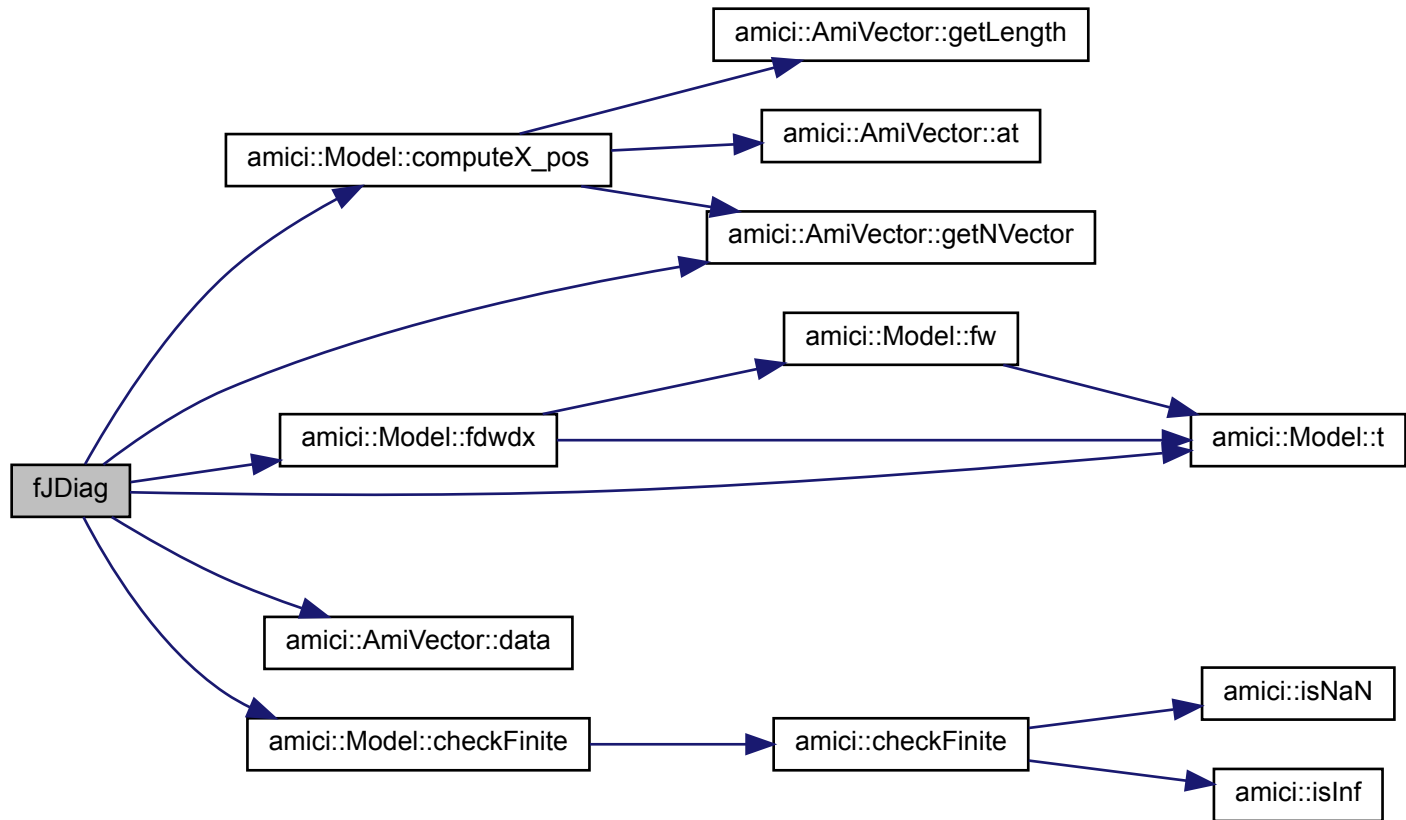 amici::AmiVector::getLength
amici::AmiVector::at
amici::Model::computeX_pos
amici::AmiVector::getNVector
amici::Model::fw
amici::Model::fdwdx
amici::Model::t
fJDiag
amici::AmiVector::data
amici::isNaN
amici::Model::checkFinite
amici::checkFinite
amici::isInf